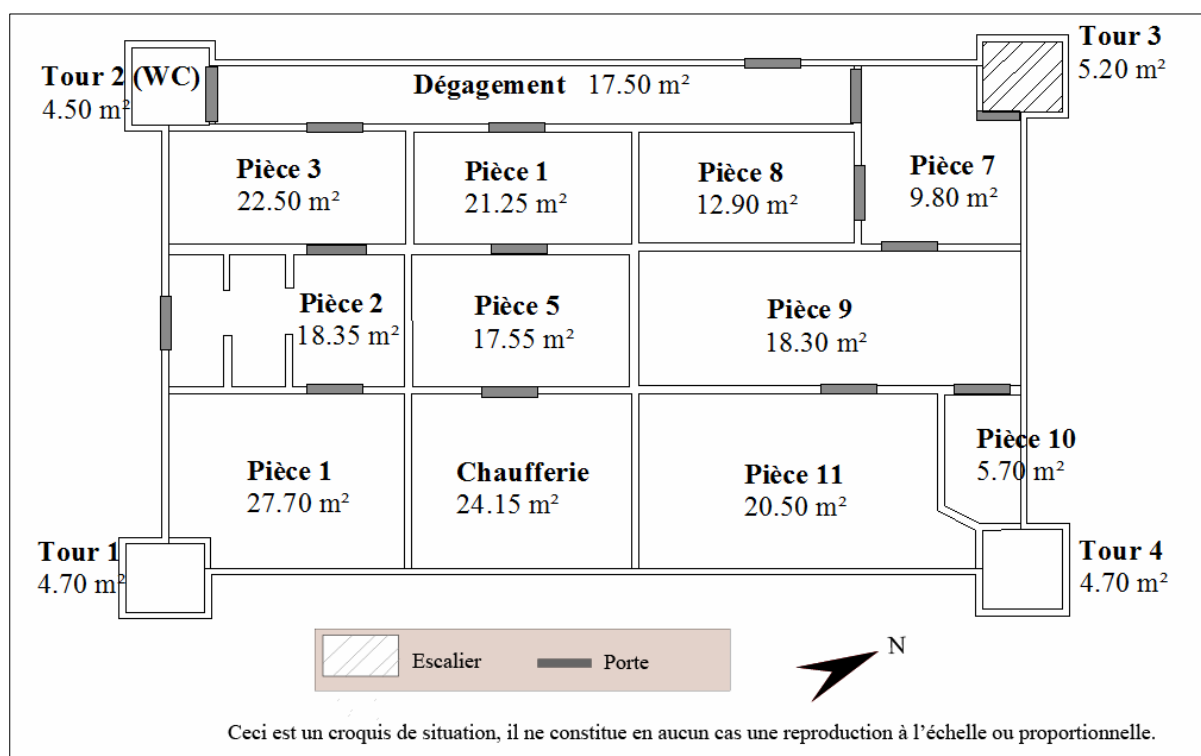 Tour 2 (WC)
4.50 m²
Dégagement 17.50 m²
Tour 3
5.20 m²
Pièce 3
22.50 m²
Pièce 1
21.25 m²
Pièce 8
12.90 m²
Pièce 7
9.80 m²
Pièce 2
18.35 m²
Pièce 5
17.55 m²
Pièce 9
18.30 m²
Pièce 1
27.70 m²
Chaufferie
24.15 m²
Pièce 11
20.50 m²
Pièce 10
5.70 m²
Tour 1
4.70 m²
Tour 4
4.70 m²
Escalier
Porte
N
Ceci est un croquis de situation, il ne constitue en aucun cas une reproduction à l'échelle ou proportionnelle.